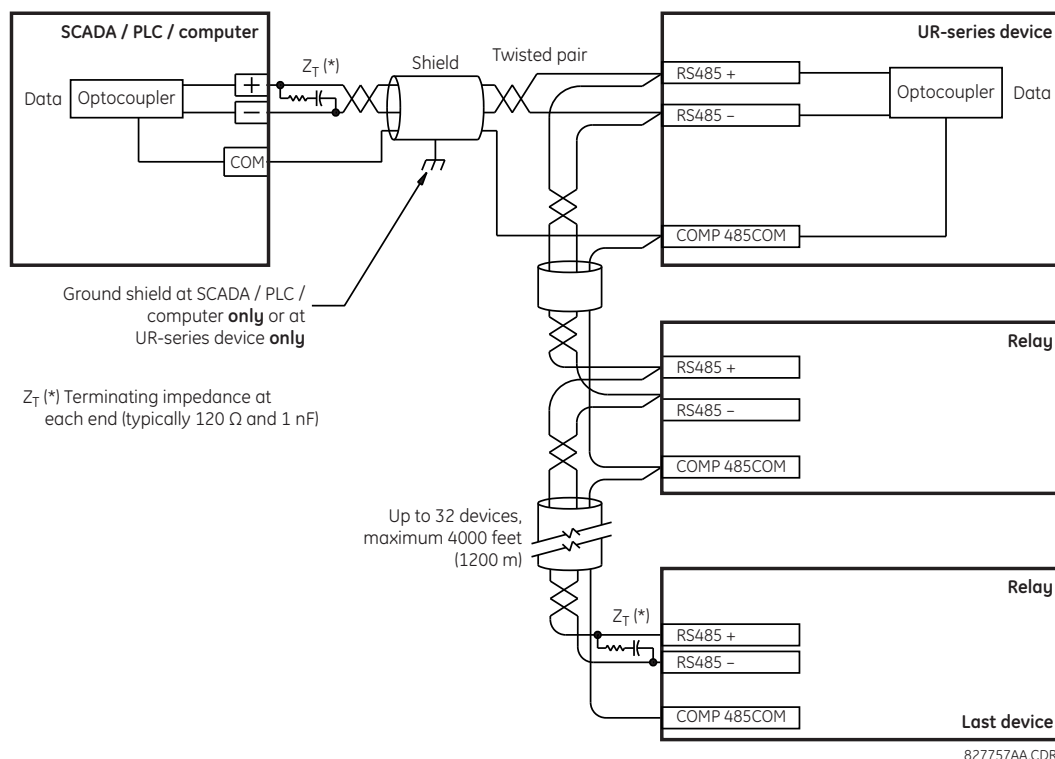 SCADA / PLC / computer
Data
Optocoupler
+
−
COM
Z_T (*)
Shield
Twisted pair
UR-series device
RS485 +
RS485 –
COMP 485COM
Optocoupler
Data
Ground shield at SCADA / PLC /
computer only or at
UR-series device only
Z_T (*) Terminating impedance at
each end (typically 120 Ω and 1 nF)
Relay
RS485 +
RS485 –
COMP 485COM
Up to 32 devices,
maximum 4000 feet
(1200 m)
Relay
Z_T (*)
RS485 +
RS485 –
COMP 485COM
Last device
827757AA.CDR